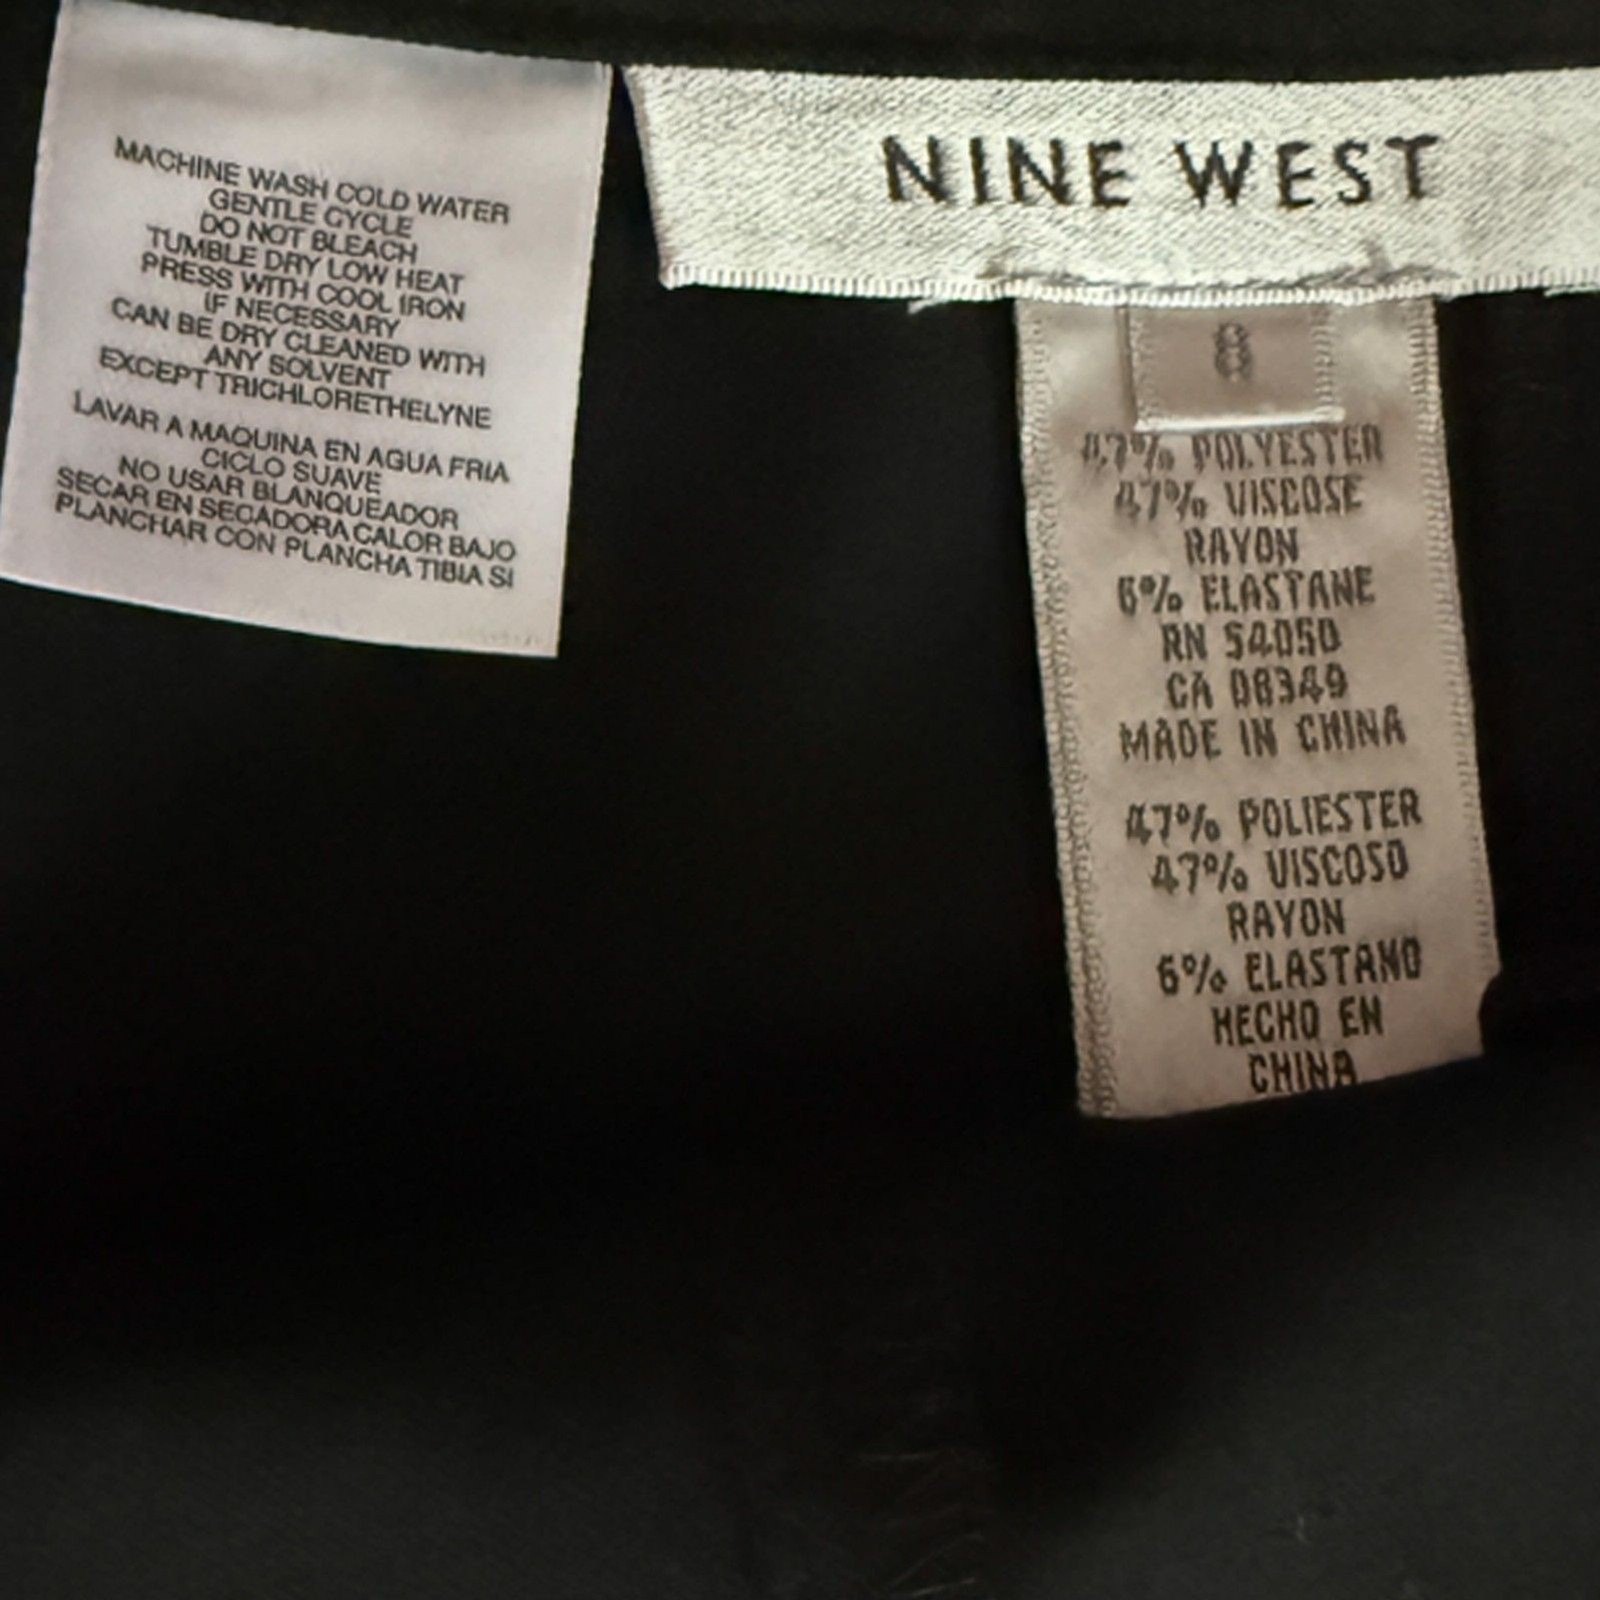 MACHINE WASH COLD WATER
GENTLE CYCLE
DO NOT BLEACH
TUMBLE DRY LOW HEAT
PRESS WITH COOL IRON
IF NECESSARY
CAN BE DRY CLEANED WITH
ANY SOLVENT
EXCEPT TRICHLORETHELYNE
LAVAR A MAQUINA EN AGUA FRIA
CICLO SUAVE
NO USAR BLANQUEADOR
SECAR EN SECADORA CALOR BAJO
PLANCHAR CON PLANCHA TIBIA SI
NINE WEST
47% POLYESTER
47% VISCOSE
RAYON
6% ELASTANE
RN 54050
CA 08349
MADE IN CHINA
47% POLIESTER
47% VISCOSO
RAYON
6% ELASTANO
HECHO EN
CHINA